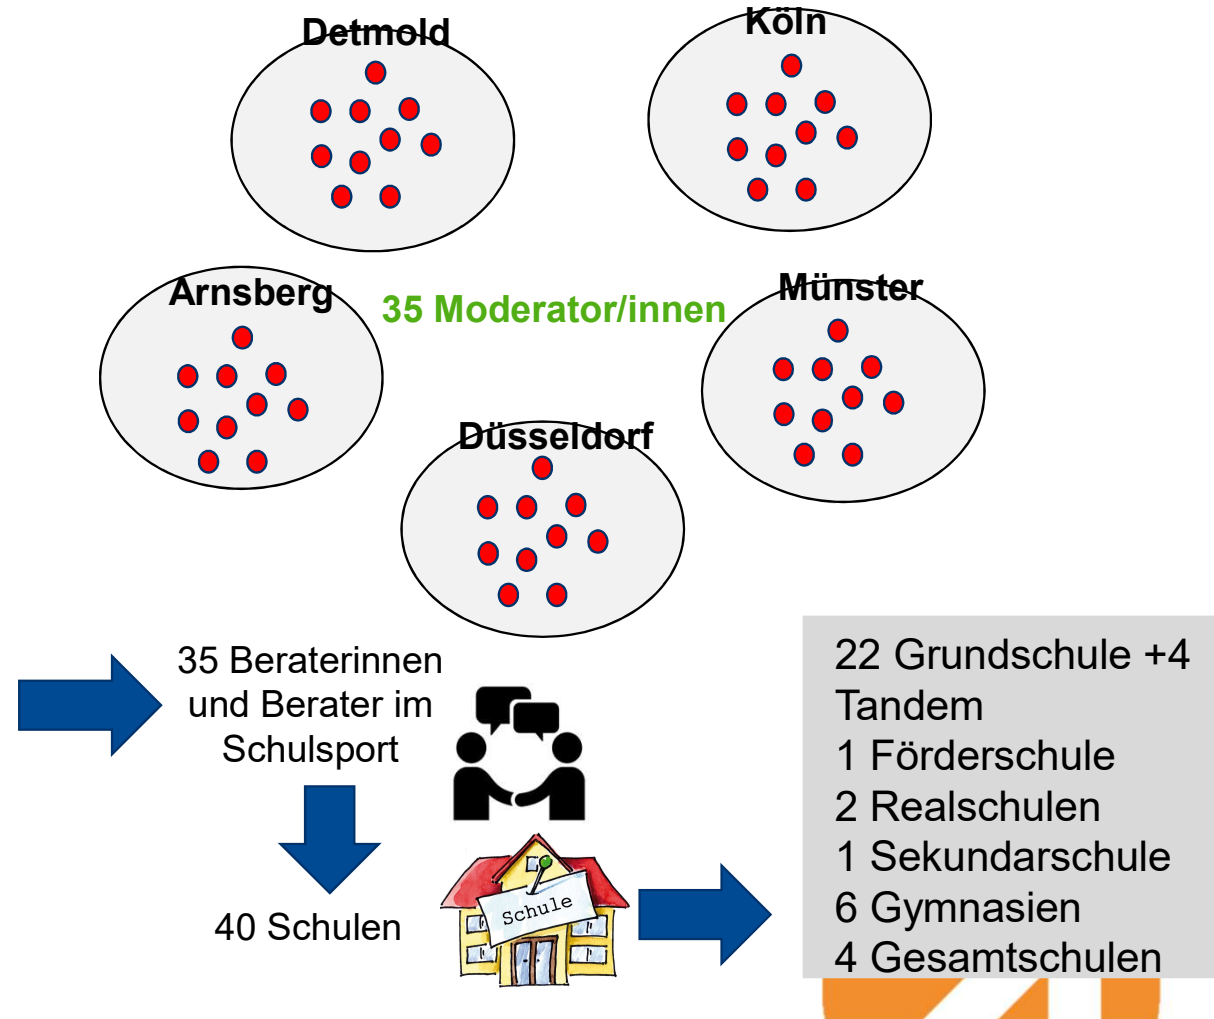 Detmold
Köln
Arnsberg
35 Moderator/innen
Münster
Düsseldorf
35 Beraterinnen
und Berater im
Schulsport
40 Schulen
Schule
22 Grundschule +4
Tandem
1 Förderschule
2 Realschulen
1 Sekundarschule
6 Gymnasien
4 Gesamtschulen